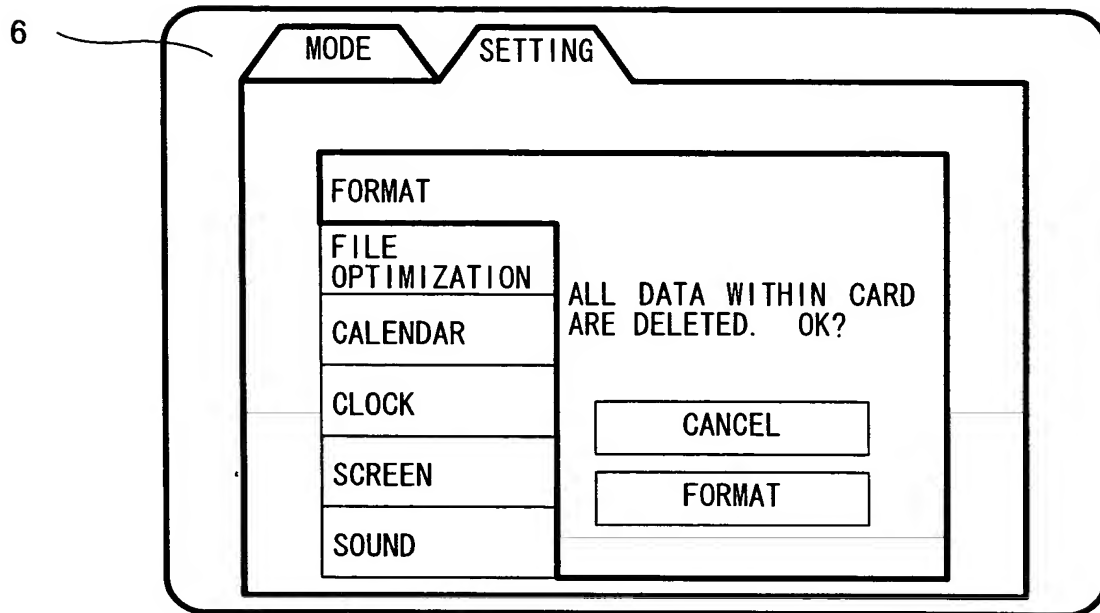 6
MODE
SETTING
FORMAT
FILE
OPTIMIZATION
CALENDAR
CLOCK
SCREEN
SOUND
ALL DATA WITHIN CARD
ARE DELETED. OK?
CANCEL
FORMAT